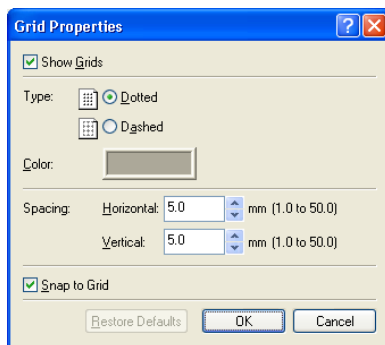 Grid Properties
Show Grids
Type: Dotted
Dashed
Color:
Spacing: Horizontal: 5.0 mm (1.0 to 50.0)
Vertical: 5.0 mm (1.0 to 50.0)
Snap to Grid
Restore Defaults OK Cancel